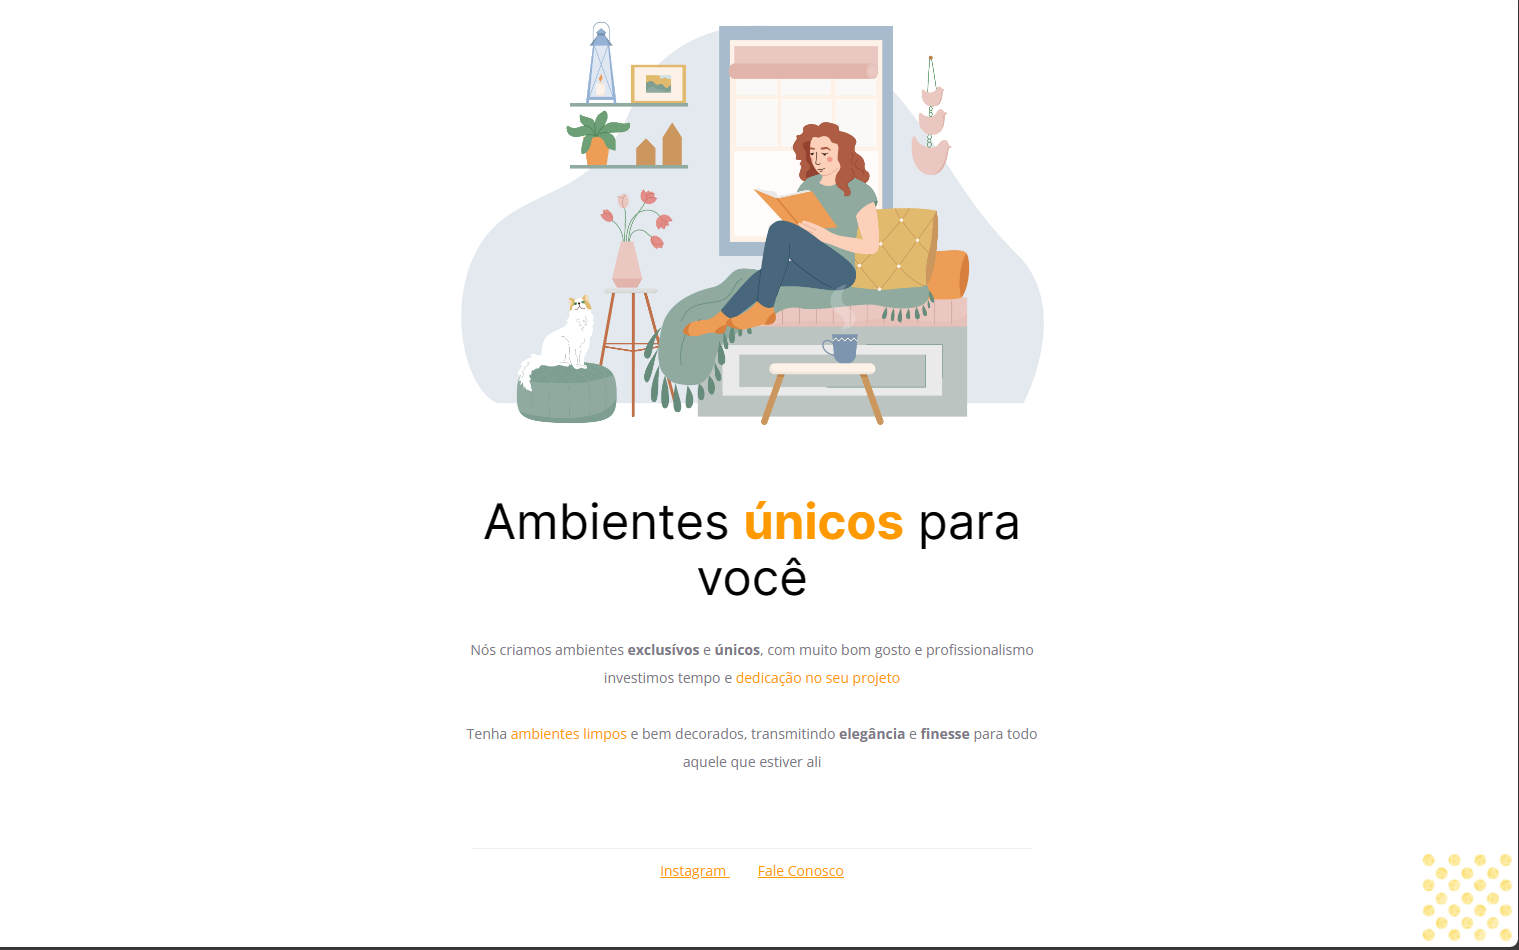 Ambientes únicos para
você
Nós criamos ambientes exclusívos e únicos, com muito bom gosto e profissionalismo
investimos tempo e dedicação no seu projeto
Tenha ambientes limpos e bem decorados, transmitindo elegância e finesse para todo
aquele que estiver ali
Instagram Fale Conosco